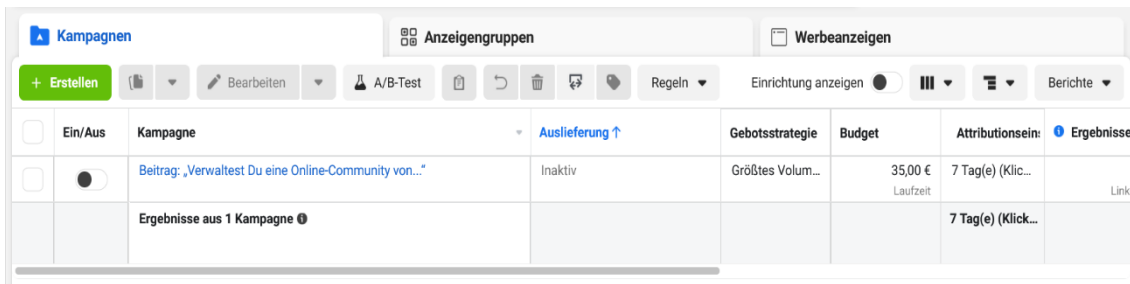 Kampagnen
Anzeigengruppen
Werbeanzeigen
+ Erstellen
Bearbeiten
A/B-Test
Regeln
Einrichtung anzeigen
Berichte
Ein/Aus
Kampagne
Auslieferung ↑
Gebotsstrategie
Budget
Attributionseins
Ergebnisse
Beitrag: „Verwaltest Du eine Online-Community von..."
Inaktiv
Größtes Volum...
35,00 €
7 Tag(e) (Klic...
Laufzeit
Link
Ergebnisse aus 1 Kampagne
7 Tag(e) (Klick...